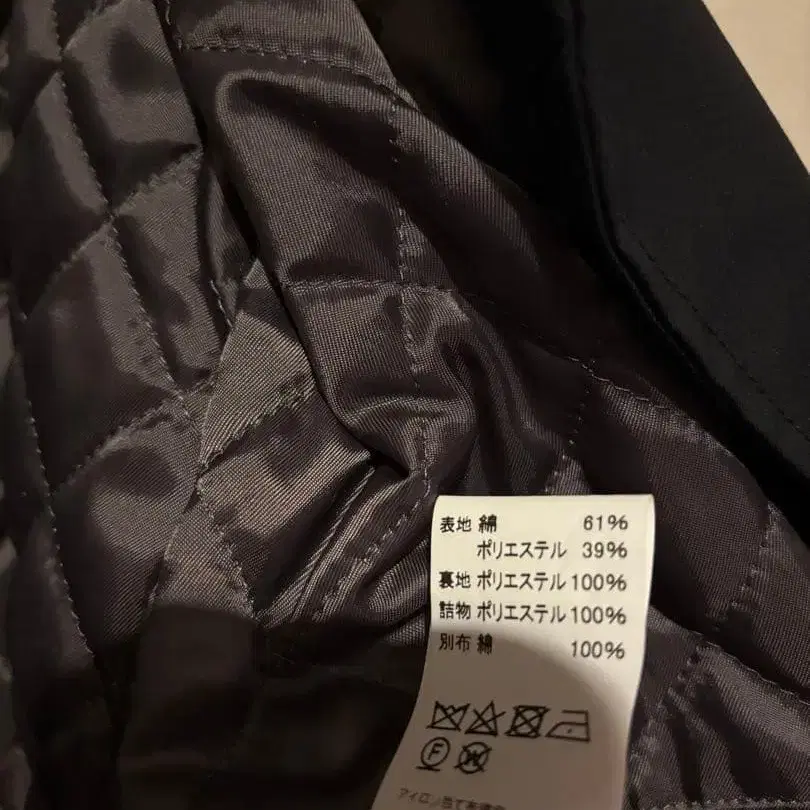 表地 綿 61%
ポリエステル 39%
裏地 ポリエステル 100%
詰物 ポリエステル 100%
別布 綿 100%
F
W